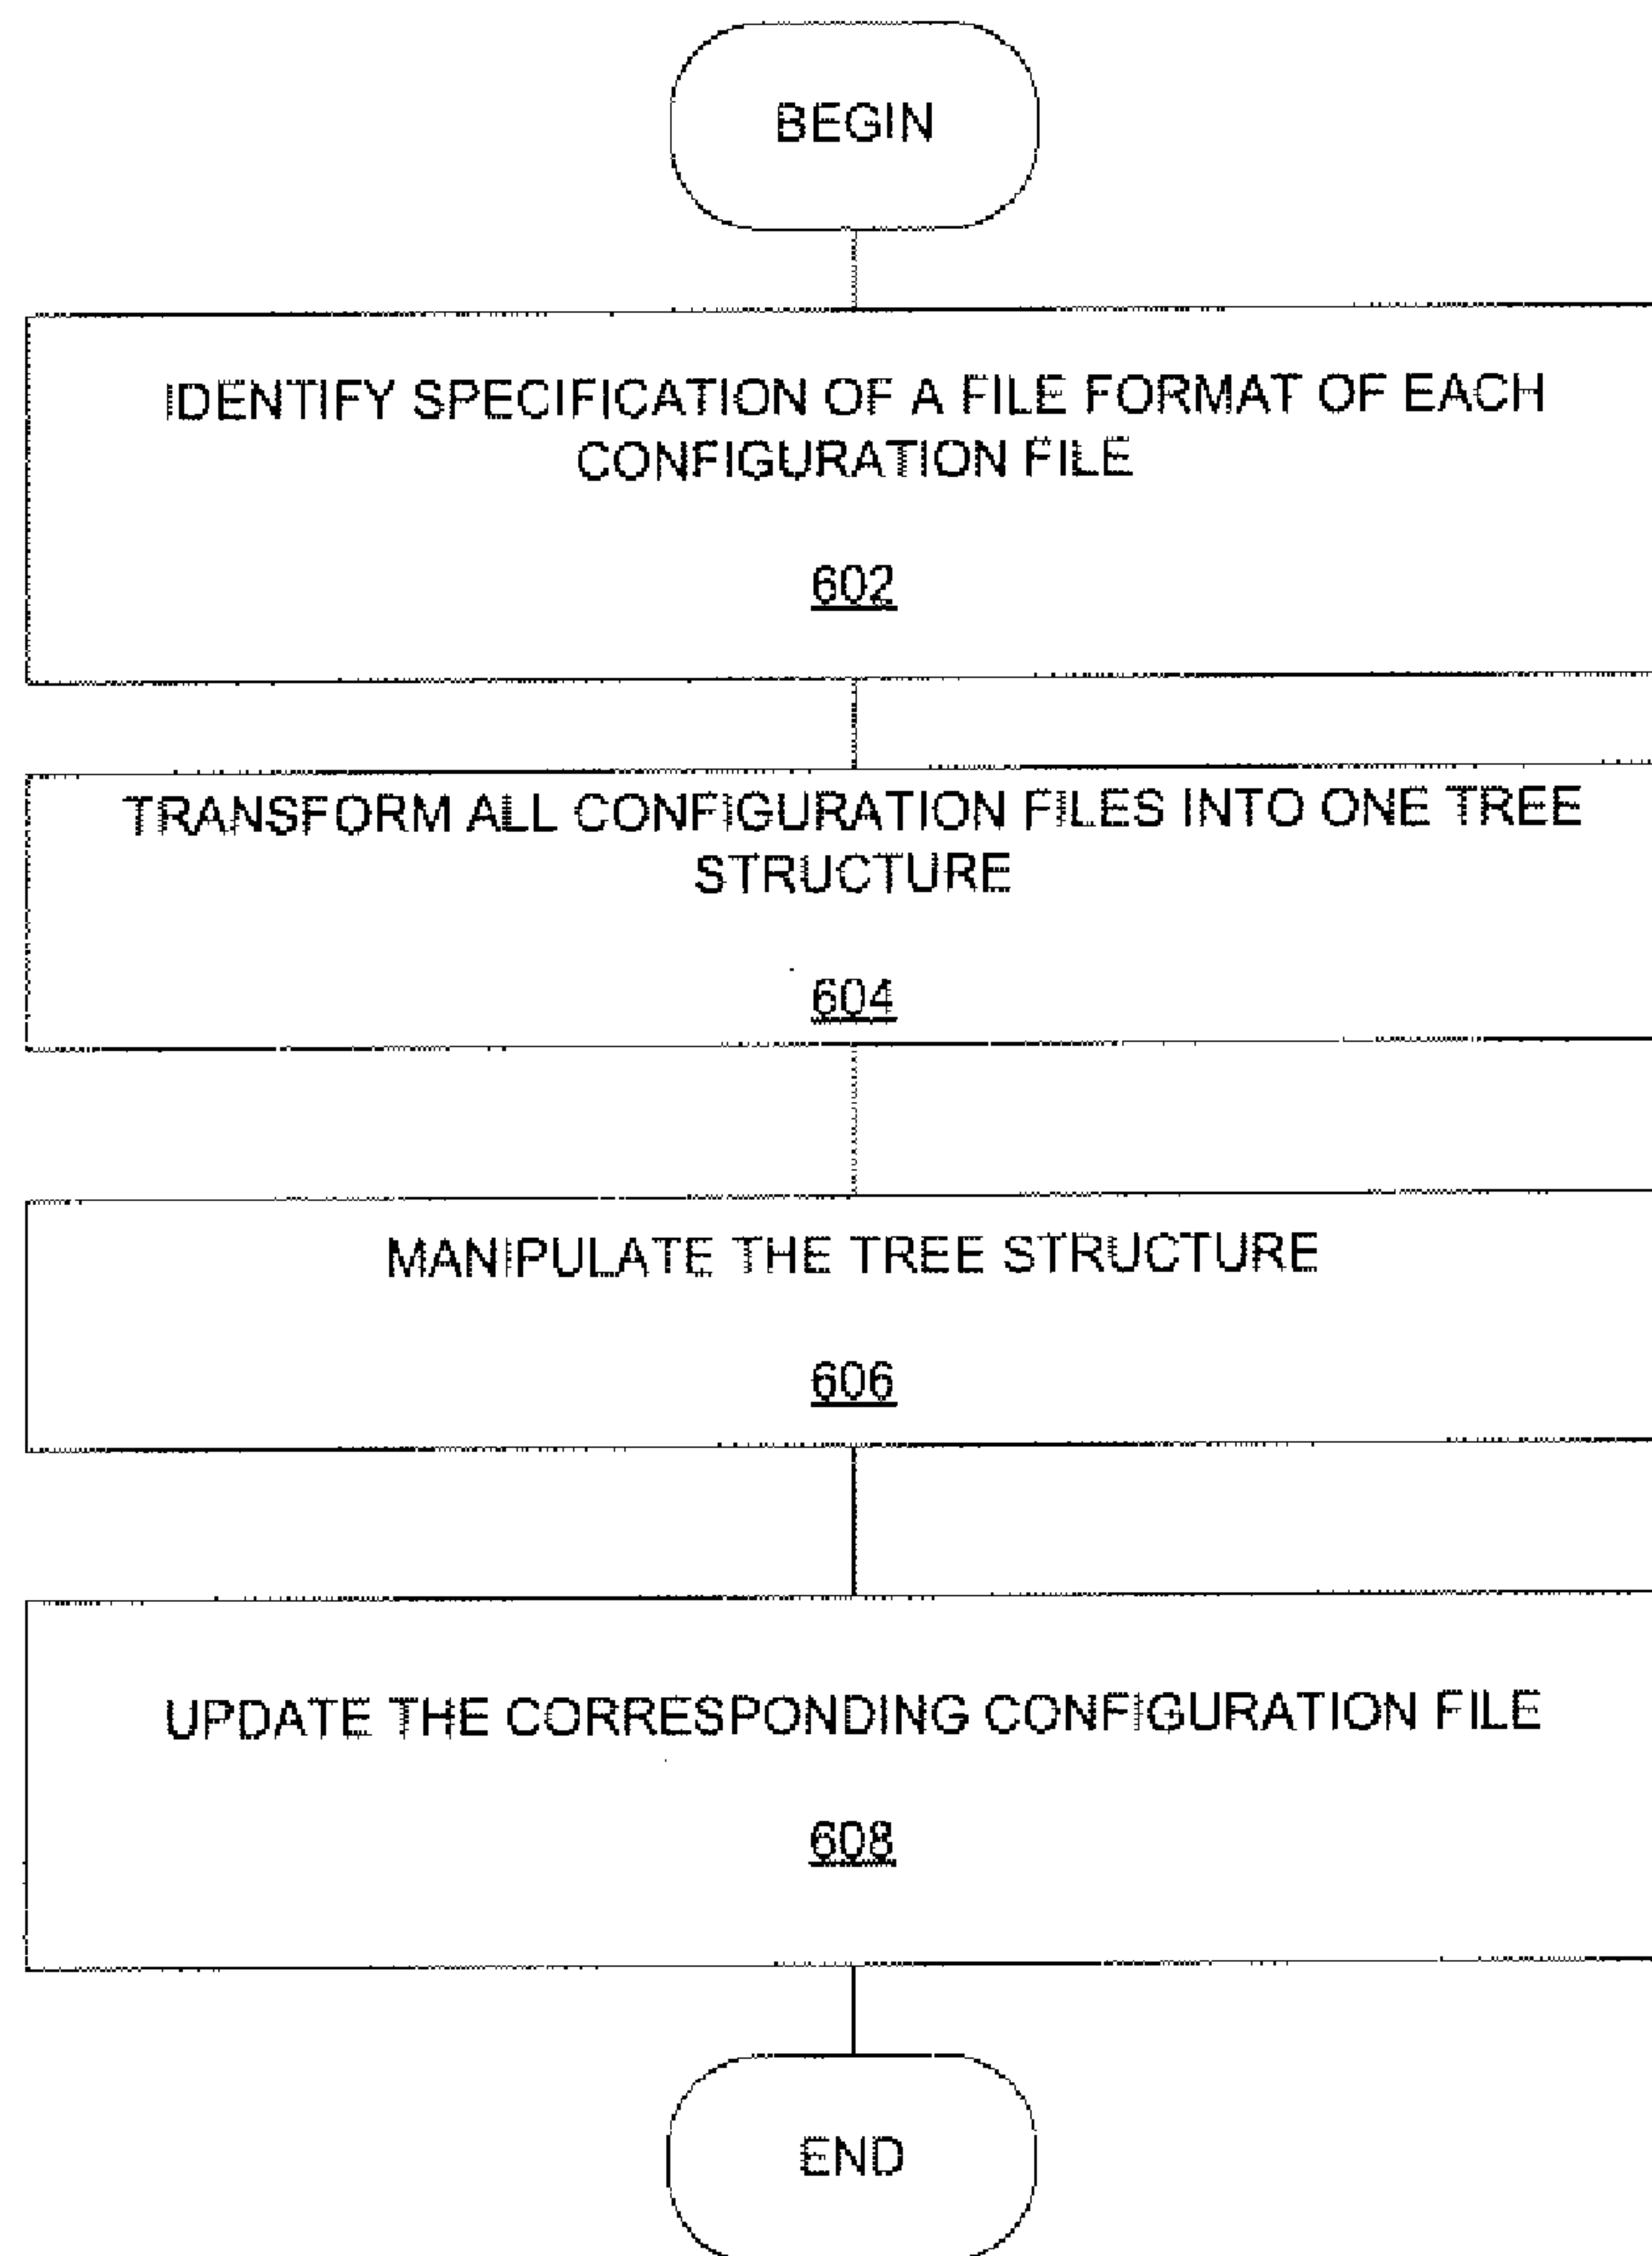 BEGIN
IDENTIFY SPECIFICATION OF A FILE FORMAT OF EACH
CONFIGURATION FILE
602
TRANSFORM ALL CONFIGURATION FILES INTO ONE TREE
STRUCTURE
604
MANIPULATE THE TREE STRUCTURE
606
UPDATE THE CORRESPONDING CONFIGURATION FILE
608
END